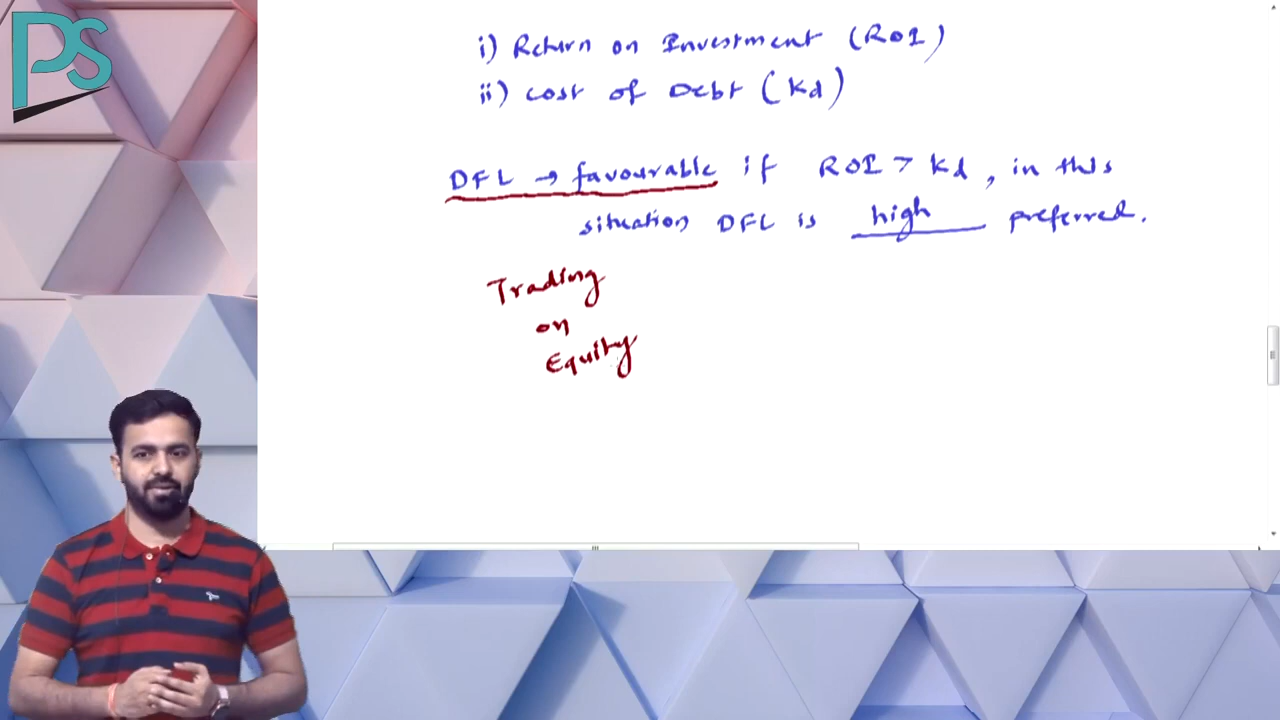 PS
i) Return on Investment (ROI)
ii) Cost of Debt (Kd)
DFL → favourable if ROI > Kd, in this
situation DFL is high preferred.
Trading
on
Equity